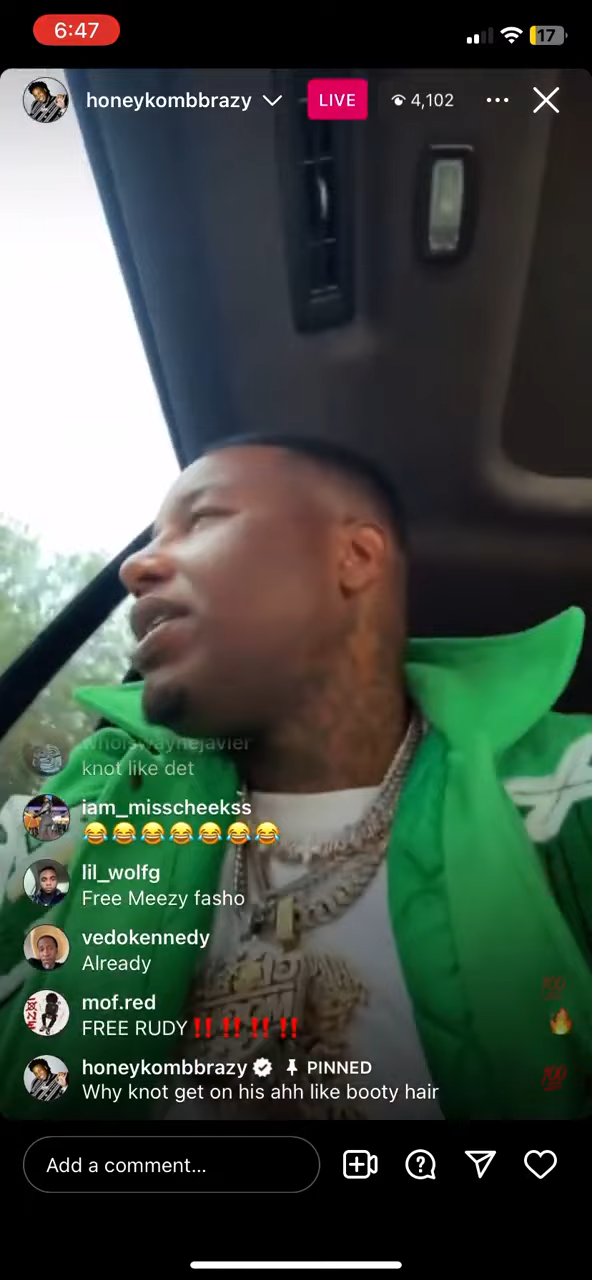 6:47
17
honeykombbrazy
LIVE
4,102
whoiswaynejavier
knot like det
iam_misscheekss
😂😂😂😂😂😂😂
lil_wolfg
Free Meezy fasho
vedokennedy
Already
mof.red
FREE RUDY‼️‼️‼️‼️
honeykombbrazy PINNED
Why knot get on his ahh like booty hair
💯
💯
Add a comment...